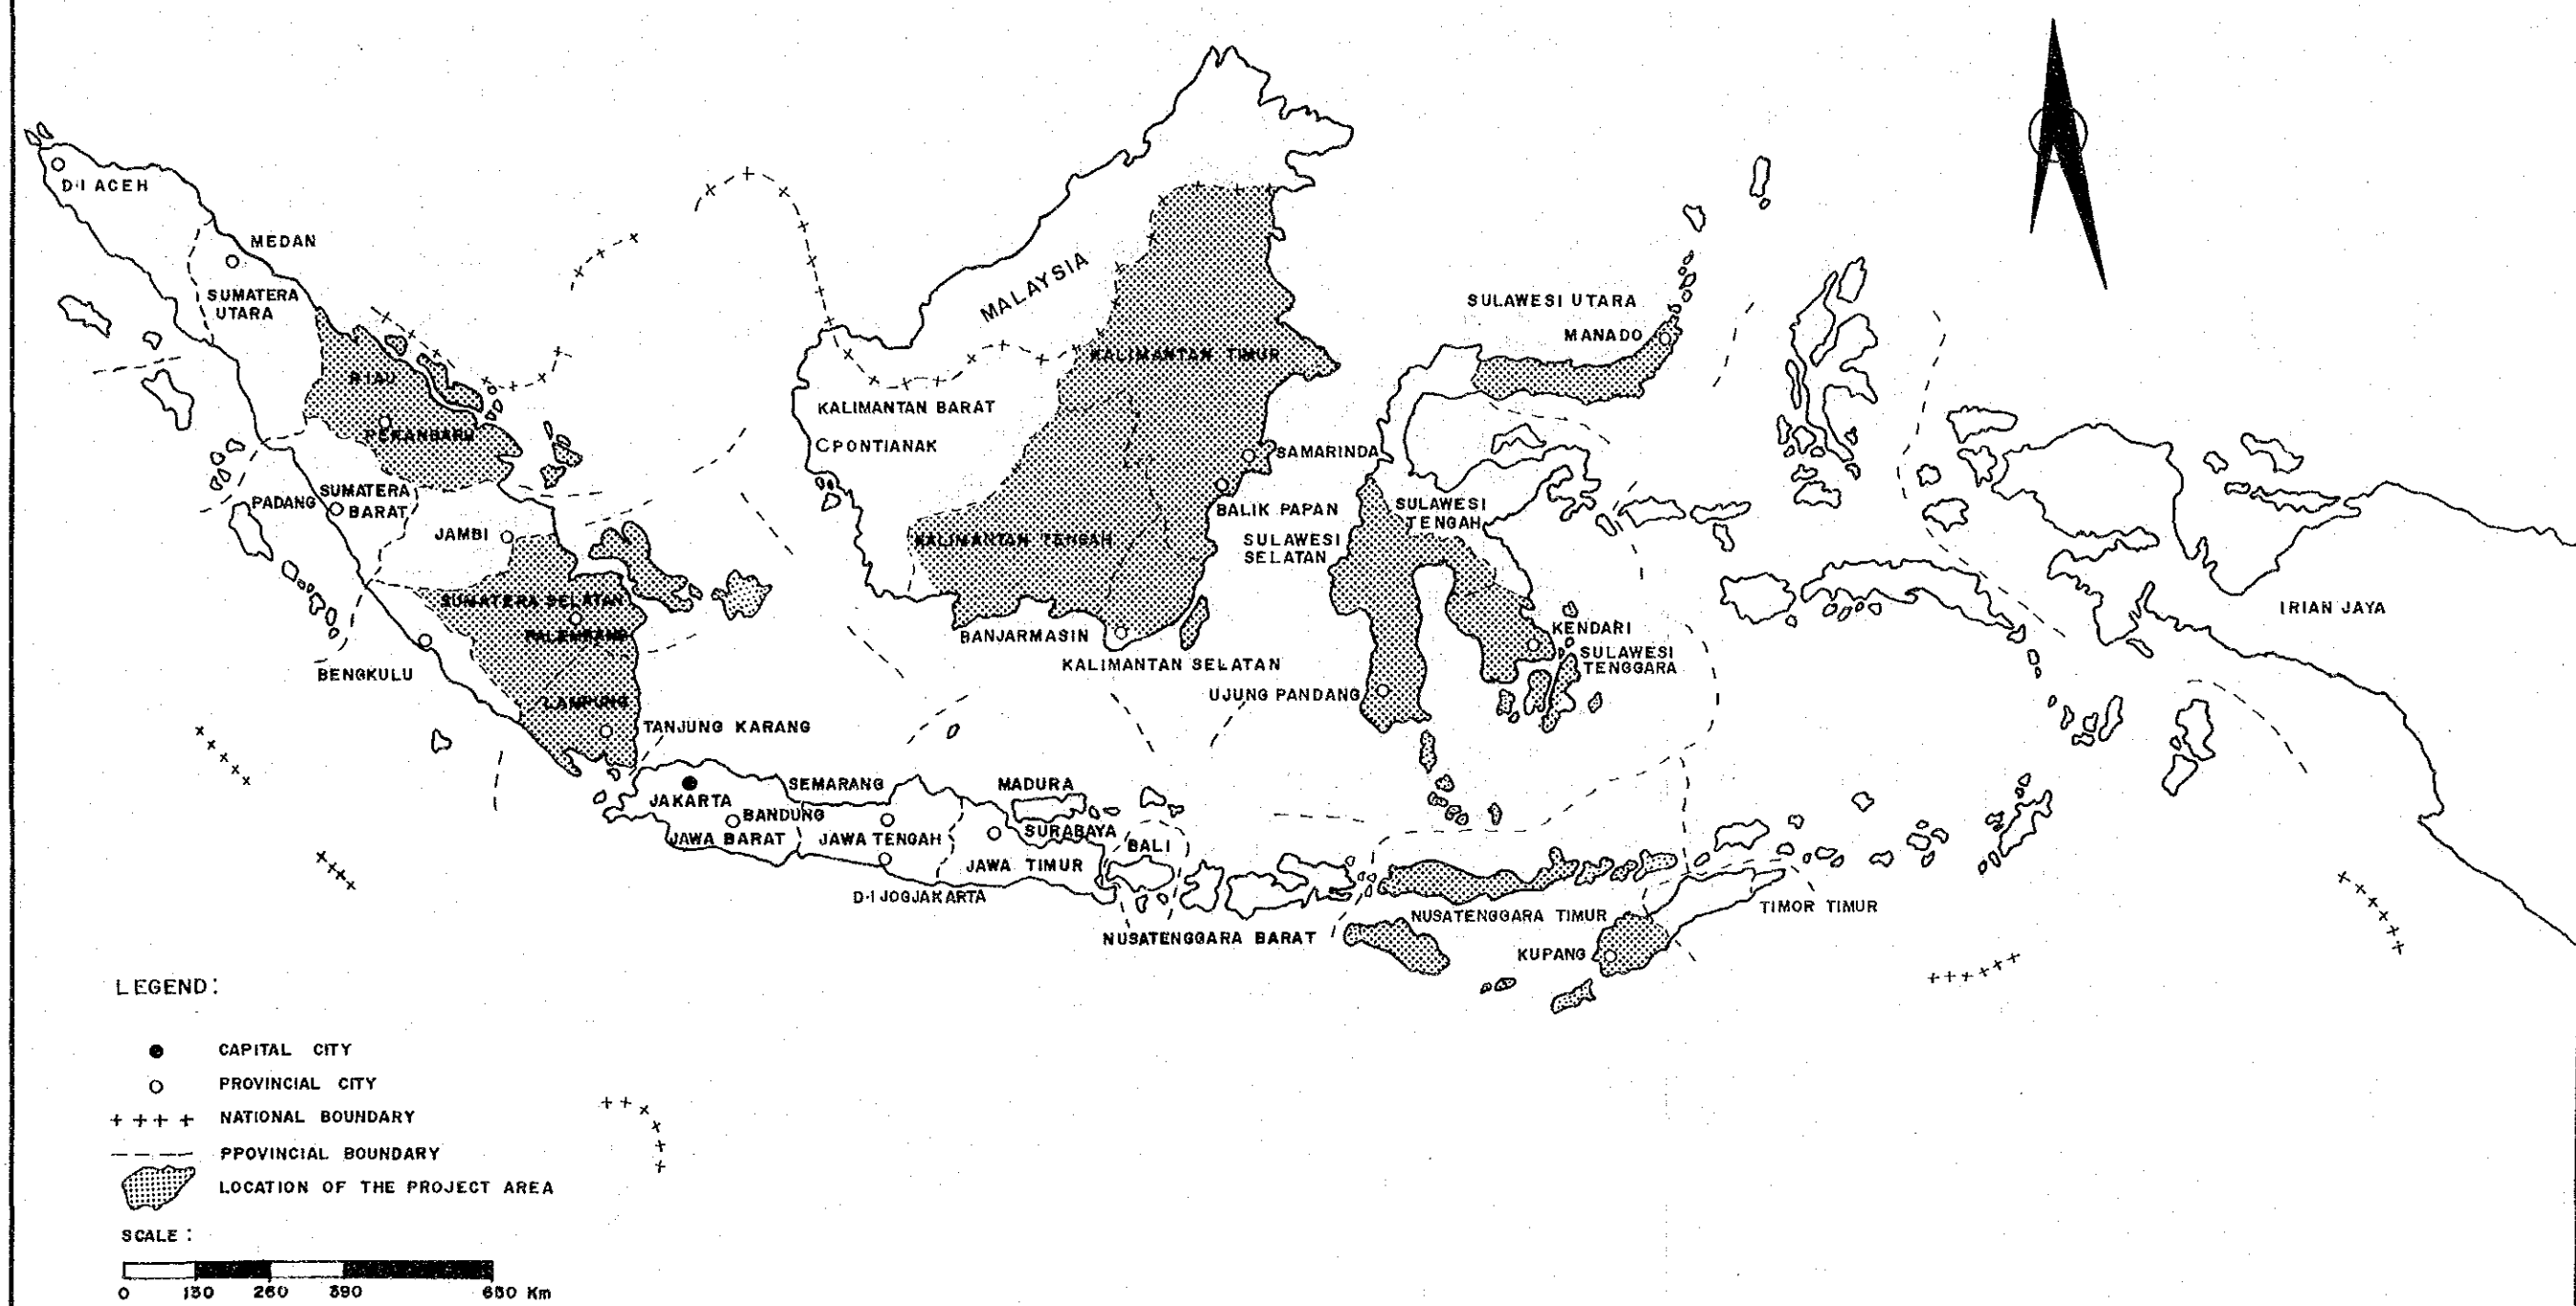 D·I ACEH
MEDAN
SUMATERA
UTARA
RIAU
PEKANBARU
PADANG
SUMATERA
BARAT
JAMBI
SUMATERA SELATAN
PALEMBANG
BENGKULU
LAMPUNG
TANJUNG KARANG
MALAYSIA
KALIMANTAN TIMUR
KALIMANTAN BARAT
PONTIANAK
SAMARINDA
BALIK PAPAN
KALIMANTAN TENGAH
BANJARMASIN
KALIMANTAN SELATAN
SULAWESI UTARA
MANADO
SULAWESI
TENGAH
SULAWESI
SELATAN
KENDARI
SULAWESI
TENGGARA
UJUNG PANDANG
IRIAN JAYA
JAKARTA
BANDUNG
JAWA BARAT
SEMARANG
JAWA TENGAH
D·I JOGJAKARTA
MADURA
SURABAYA
JAWA TIMUR
BALI
NUSATENGGARA BARAT
NUSATENGGARA TIMUR
KUPANG
TIMOR TIMUR
LEGEND:
CAPITAL CITY
PROVINCIAL CITY
NATIONAL BOUNDARY
PPOVINCIAL BOUNDARY
LOCATION OF THE PROJECT AREA
SCALE :
0 130 260 390 650 Km